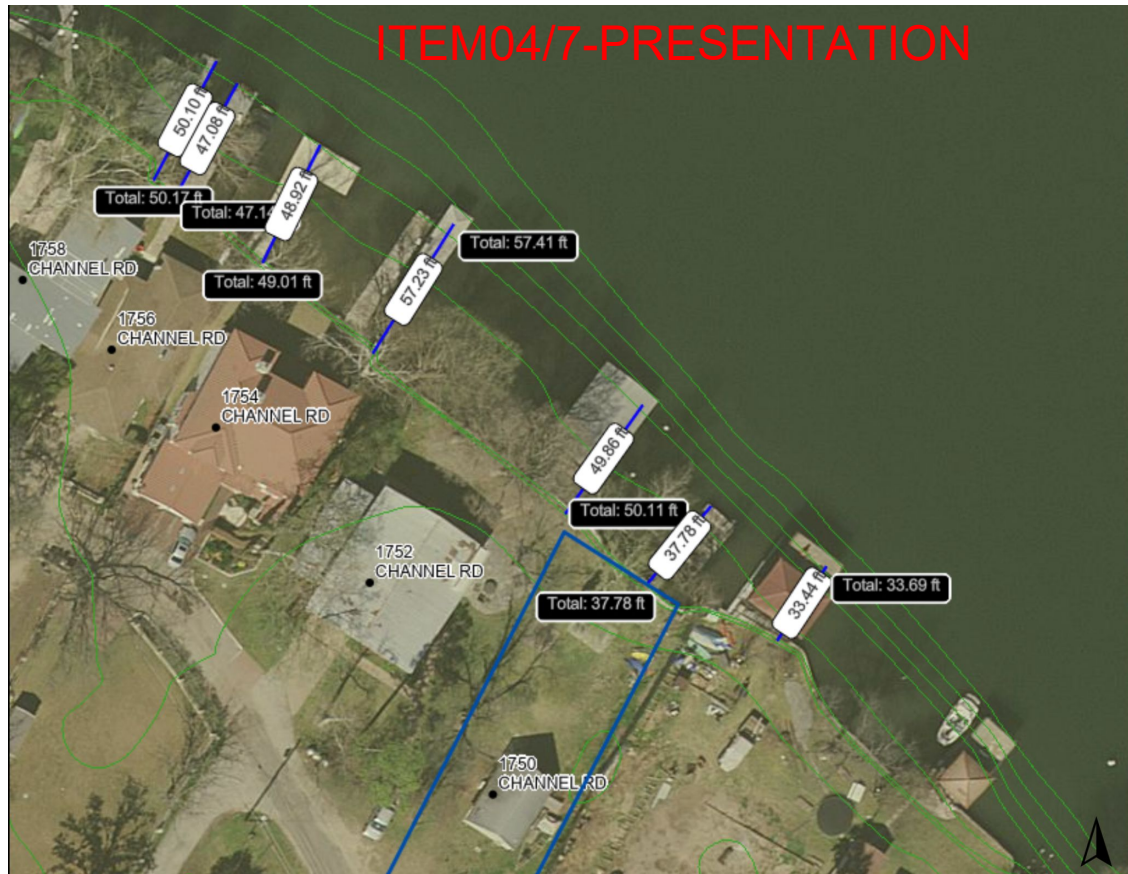 ITEM04/7-PRESENTATION
50.10 ft
47.08 ft
Total: 50.17 ft
Total: 47.14
48.92 ft
Total: 49.01 ft
57.23 ft
Total: 57.41 ft
1758
CHANNEL RD
1756
CHANNEL RD
1754
CHANNEL RD
49.86 ft
Total: 50.11 ft
37.78 ft
Total: 37.78 ft
33.44 ft
Total: 33.69 ft
1752
CHANNEL RD
1750
CHANNEL RD